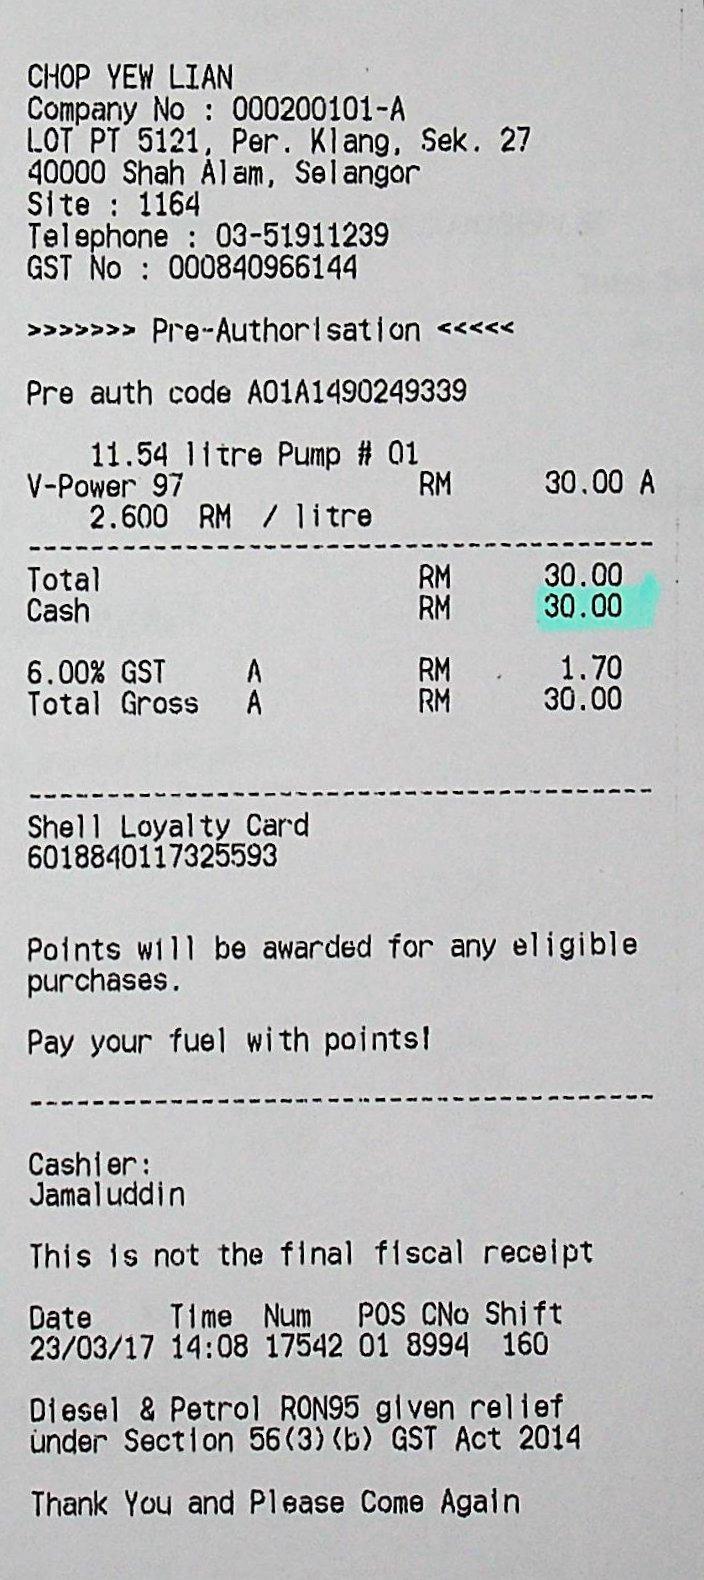 CHOP YEW LIAN
Company No : 000200101-A
LOT PT 5121, Per. Klang, Sek. 27
40000 Shah Alam, Selangor
Site : 1164
Telephone : 03-51911239
GST No : 000840966144
>>>>>>> Pre-Authorisation <<<<<
Pre auth code A01A1490249339
11.54 litre Pump # 01
V-Power 97 RM 30.00 A
2.600 RM / litre
Total RM 30.00
Cash RM 30.00
6.00% GST A RM 1.70
Total Gross A RM 30.00
Shell Loyalty Card
6018840117325593
Points will be awarded for any eligible
purchases.
Pay your fuel with points!
Cashier:
Jamaluddin
This is not the final fiscal receipt
Date Time Num POS CNo Shift
23/03/17 14:08 17542 01 8994 160
Diesel & Petrol RON95 given relief
under Section 56(3)(b) GST Act 2014
Thank You and Please Come Again